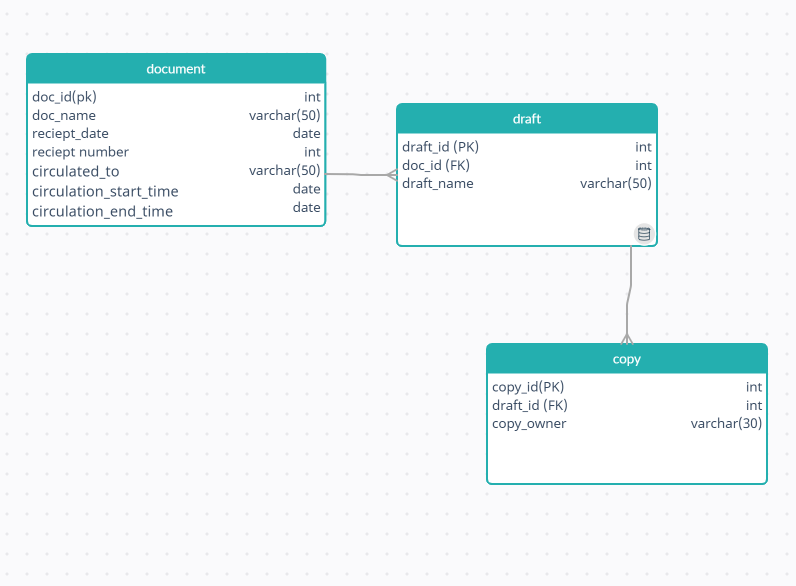 document
doc_id(pk) int
doc_name varchar(50)
reciept_date date
reciept number int
circulated_to varchar(50)
circulation_start_time date
circulation_end_time date
draft
draft_id (PK) int
doc_id (FK) int
draft_name varchar(50)
copy
copy_id(PK) int
draft_id (FK) int
copy_owner varchar(30)